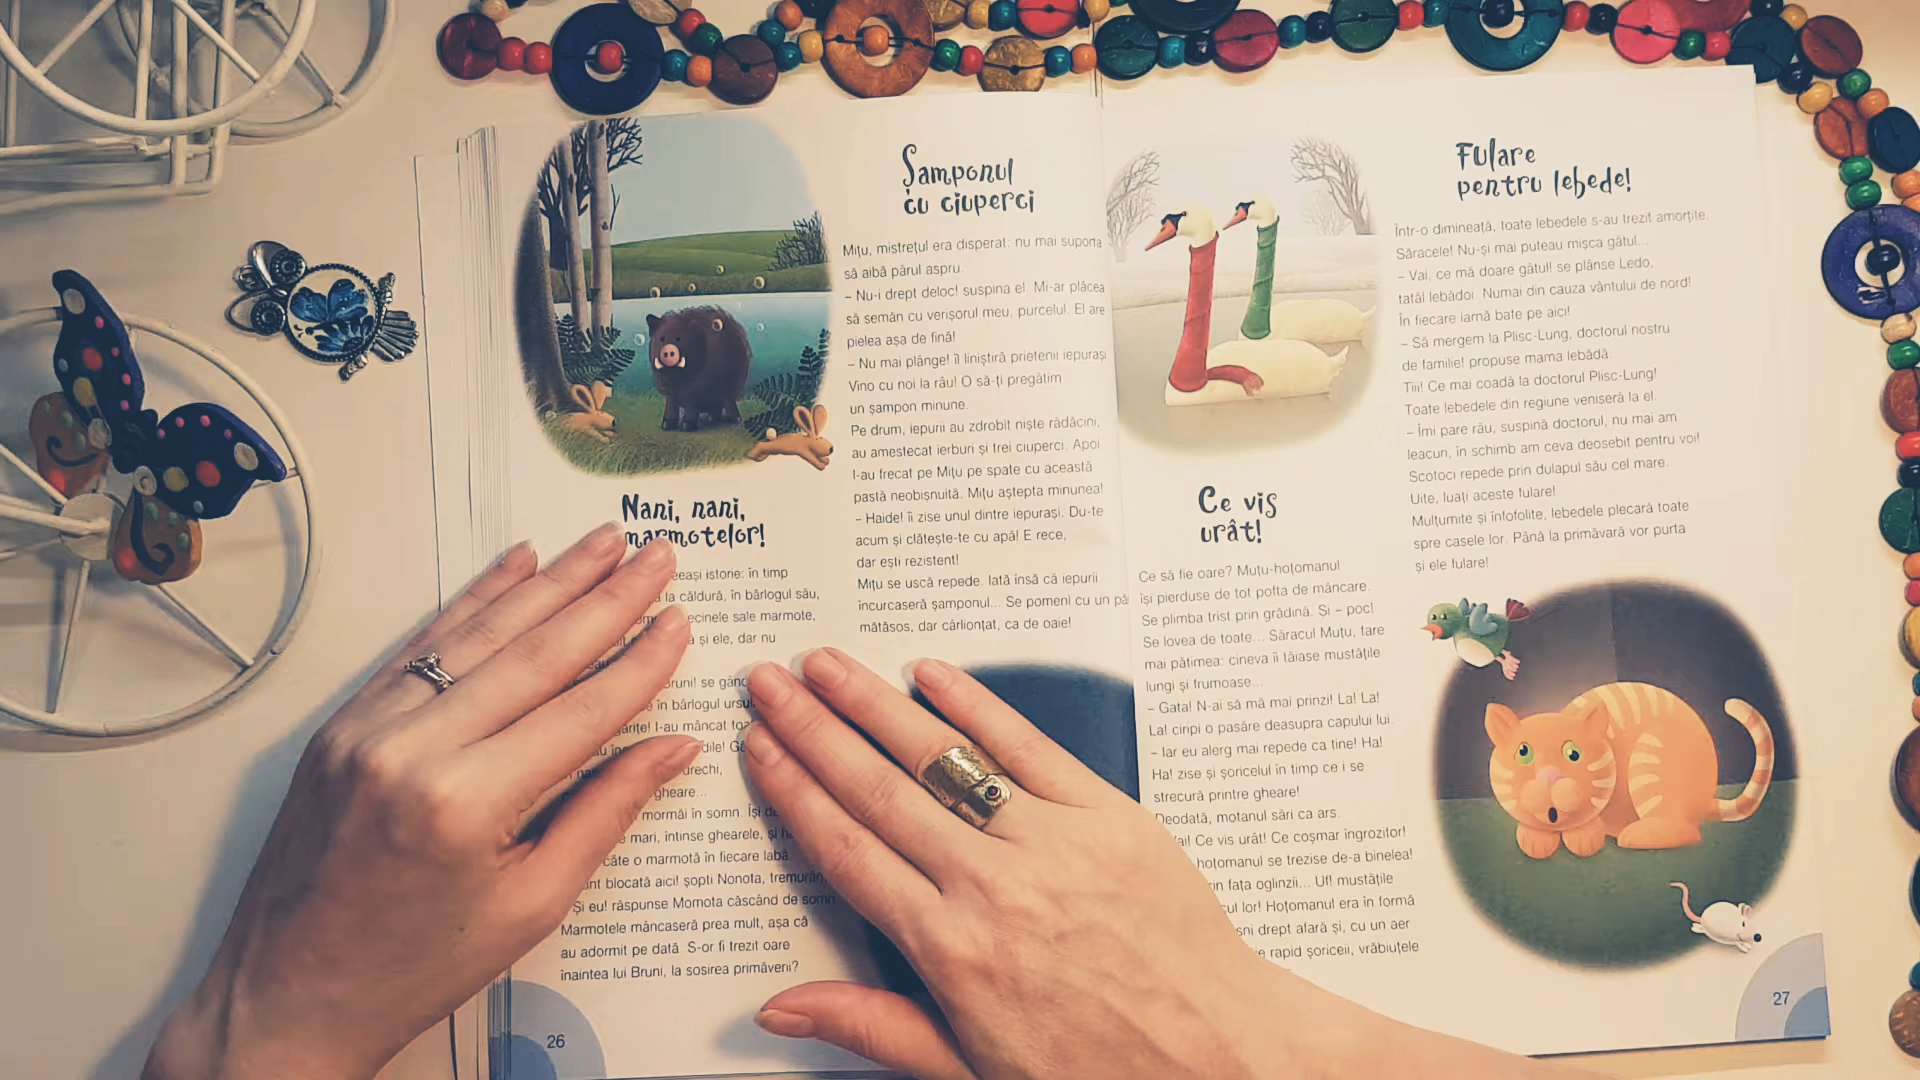 Șamponul
cu ciuperci
Mițu, mistrețul era disperat: nu mai suporta
să aibă părul aspru.
– Nu-i drept deloc! suspina el. Mi-ar plăcea
să semăn cu verișorul meu, purcelul. El are
pielea așa de fină!
– Nu mai plânge! îl liniștiră prietenii iepurași
Vino cu noi la râu! O să-ți pregătim
un șampon minune.
Pe drum, iepurii au zdrobit niște rădăcini,
au amestecat ierburi și trei ciuperci. Apoi
l-au frecat pe Mițu pe spate cu această
pastă neobișnuită. Mițu aștepta minunea!
– Haide! îi zise unul dintre iepurași. Du-te
acum și clătește-te cu apă! E rece,
dar ești rezistent!
Mițu se uscă repede. Iată însă că iepurii
încurcaseră șamponul... Se pomeni cu un
mătăsos, dar cârlionțat, ca de oaie!
Nani, nani,
marmotelor!
istorie: în timp
la căldură, în bârlogul său,
sale marmote,
și ele, dar nu
se
în bârlogul
l-au mâncat
gheare...
mormăi în somn. Își
mari, întinse ghearele, și
câte o marmotă în fiecare labă.
blocată aici! șopti Nonota,
Și eu! răspunse Momota căscând de somn.
Marmotele mâncaseră prea mult, așa că
au adormit pe dată. S-or fi trezit oare
înaintea lui Bruni, la sosirea primăverii?
26
Fulare
pentru lebede!
Într-o dimineață, toate lebedele s-au trezit amorțite.
Săracele! Nu-și mai puteau mișca gâtul...
– Vai, ce mă doare gâtul! se plânse Ledo,
tatăl lebădoi. Numai din cauza vântului de nord!
În fiecare iarnă bate pe aici!
– Să mergem la Plisc-Lung, doctorul nostru
de familie! propuse mama lebădă.
Tiii! Ce mai coadă la doctorul Plisc-Lung!
Toate lebedele din regiune veniseră la el.
– Îmi pare rău, suspină doctorul, nu mai am
leacuri, în schimb am ceva deosebit pentru voi!
Scotoci repede prin dulapul său cel mare.
Uite, luați aceste fulare!
Mulțumite și înfofolite, lebedele plecară toate
spre casele lor. Până la primăvară vor purta
și ele fulare!
Ce vis
urât!
Ce să fie oare? Muțu-hoțomanul
își pierduse de tot pofta de mâncare.
Se plimba trist prin grădină. Și – poc!
Se lovea de toate... Săracul Muțu, tare
mai pătimea: cineva îi tăiase mustățile
lungi și frumoase...
– Gata! N-ai să mă mai prinzi! La! La!
La! ciripi o pasăre deasupra capului lui.
– Iar eu alerg mai repede ca tine! Ha!
Ha! zise și șoricelul în timp ce i se
strecură printre gheare!
Deodată, motanul sări ca ars.
Ce vis urât! Ce coșmar îngrozitor!
hoțomanul se trezise de-a binelea!
fața oglinzii... Uf! mustățile
lor! Hoțomanul era în formă
drept afară și, cu un aer
rapid șoriceii, vrăbiuțele
27